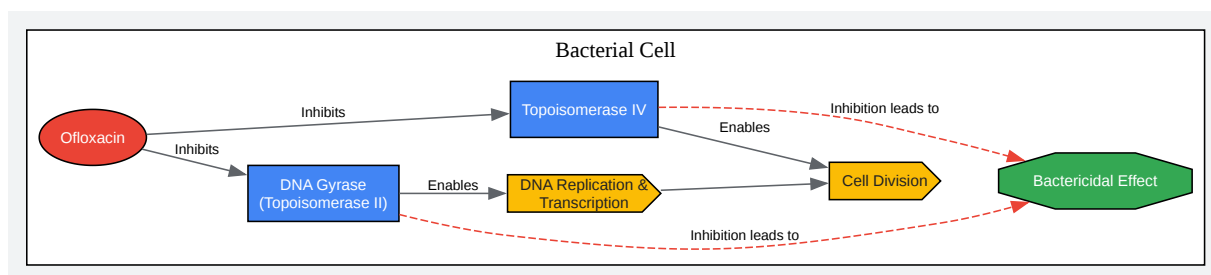 Bacterial Cell
Ofloxacin
Inhibits
Inhibits
Topoisomerase IV
DNA Gyrase
(Topoisomerase II)
Enables
DNA Replication &
Transcription
Enables
Inhibition leads to
Cell Division
Bactericidal Effect
Inhibition leads to